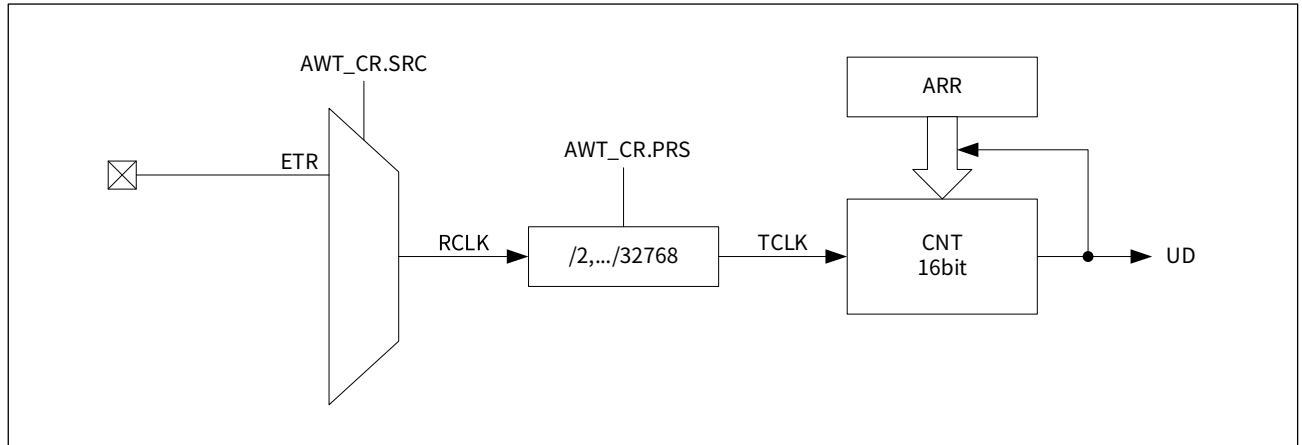 AWT_CR.SRC
ARR
ETR
AWT_CR.PRS
RCLK
/2,.../32768
TCLK
CNT
16bit
UD